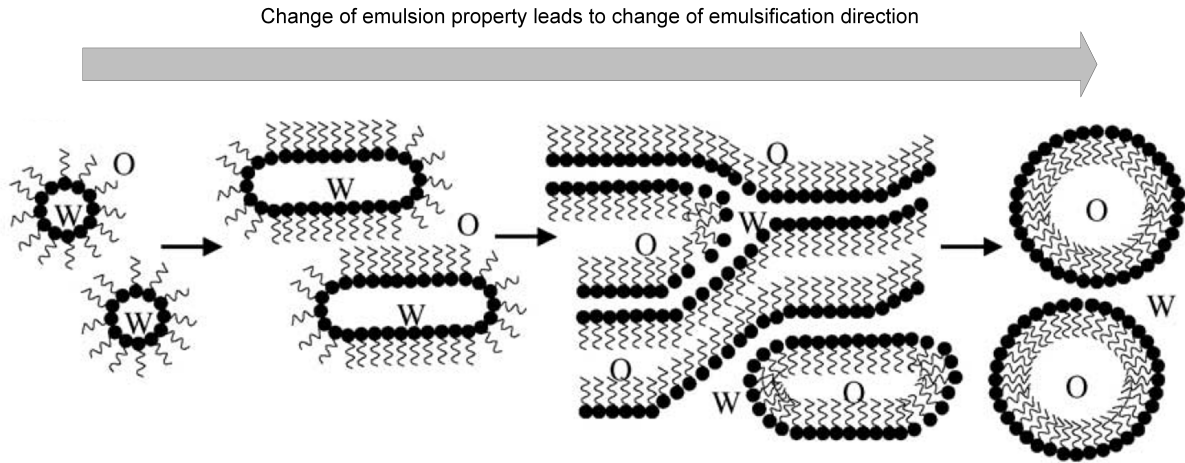 Change of emulsion property leads to change of emulsification direction
O
W
W
W
O
W
O
W
O
O
O
W
O
W
O